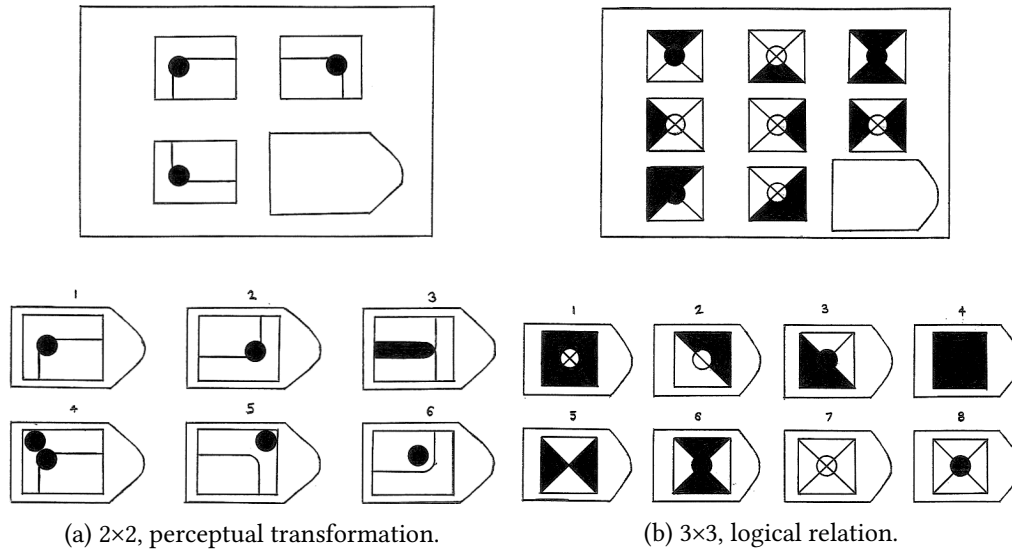 1 2 3
4 5 6
1 2 3 4
5 6 7 8
(a) 2×2, perceptual transformation.
(b) 3×3, logical relation.